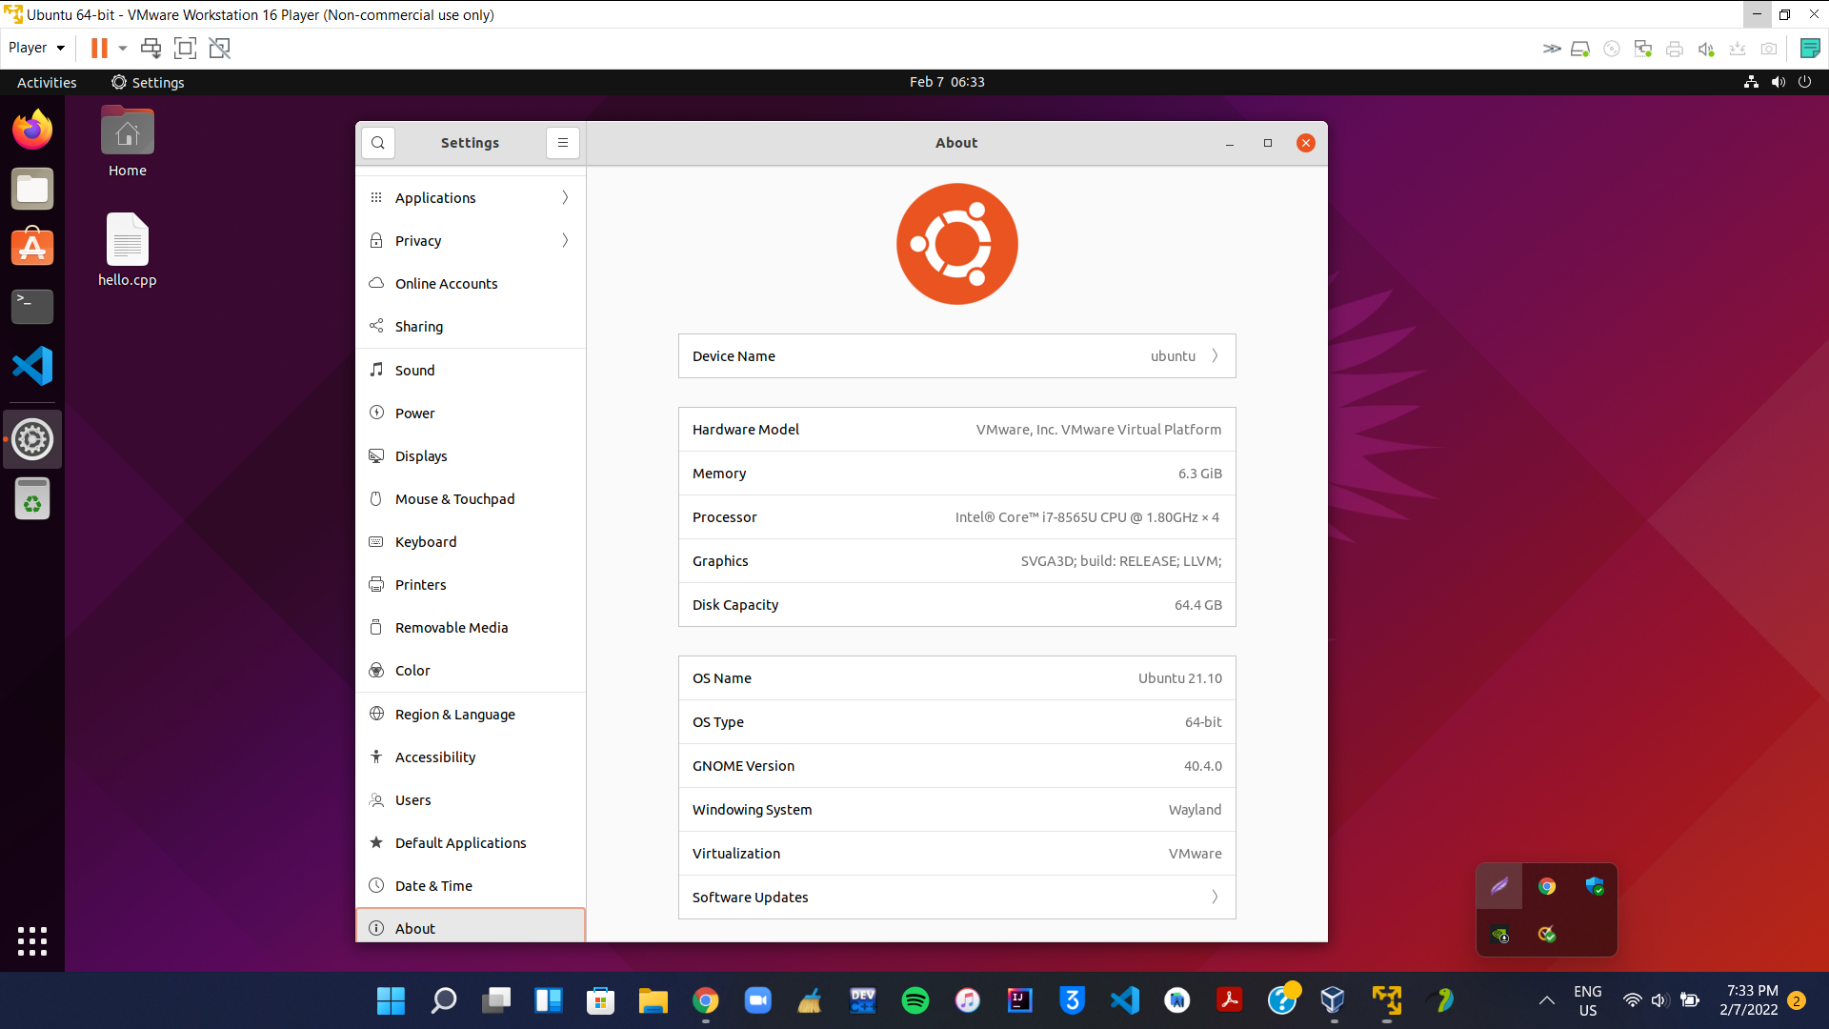 Ubuntu 64-bit - VMware Workstation 16 Player (Non-commercial use only)
Player
Activities
Settings
Feb 7 06:33
Home
hello.cpp
Settings
About
Applications
Privacy
Online Accounts
Sharing
Sound
Power
Displays
Mouse & Touchpad
Keyboard
Printers
Removable Media
Color
Region & Language
Accessibility
Users
Default Applications
Date & Time
About
Device Name ubuntu
Hardware Model VMware, Inc. VMware Virtual Platform
Memory 6.3 GiB
Processor Intel® Core™ i7-8565U CPU @ 1.80GHz × 4
Graphics SVGA3D; build: RELEASE; LLVM;
Disk Capacity 64.4 GB
OS Name Ubuntu 21.10
OS Type 64-bit
GNOME Version 40.4.0
Windowing System Wayland
Virtualization VMware
Software Updates
DEV
IJ
3
ENG
US
7:33 PM
2/7/2022
2